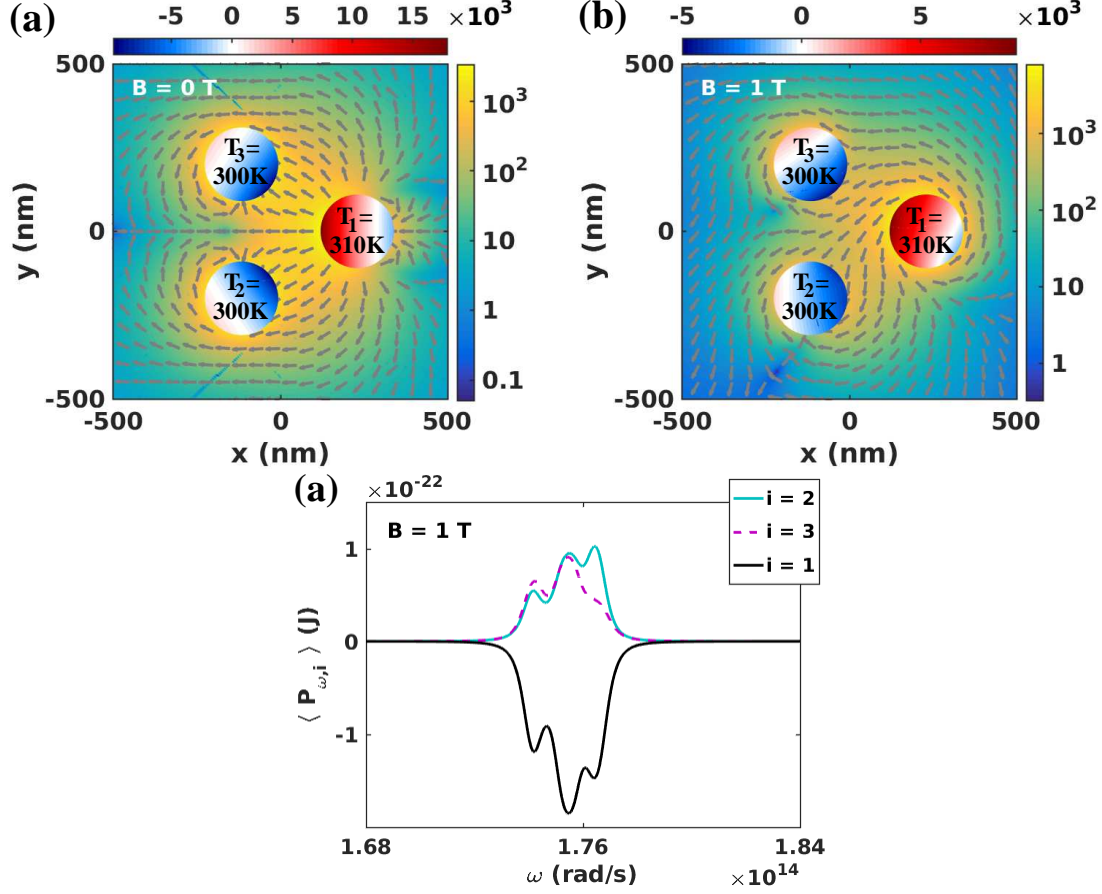 (a)
-5 0 5 10 15 ×10³
B = 0 T
T₃=
300K
T₁=
310K
T₂=
300K
500
0
-500
y (nm)
-500 0 500
x (nm)
10³
10²
10
1
0.1
(b)
-5 0 5 ×10³
B = 1 T
T₃=
300K
T₁=
310K
T₂=
300K
500
0
-500
y (nm)
-500 0 500
x (nm)
10³
10²
10
1
(a)
×10⁻²²
B = 1 T
i = 2
i = 3
i = 1
1
0
-1
⟨ P_ω,i ⟩ (J)
1.68 1.76 1.84
ω (rad/s) ×10¹⁴